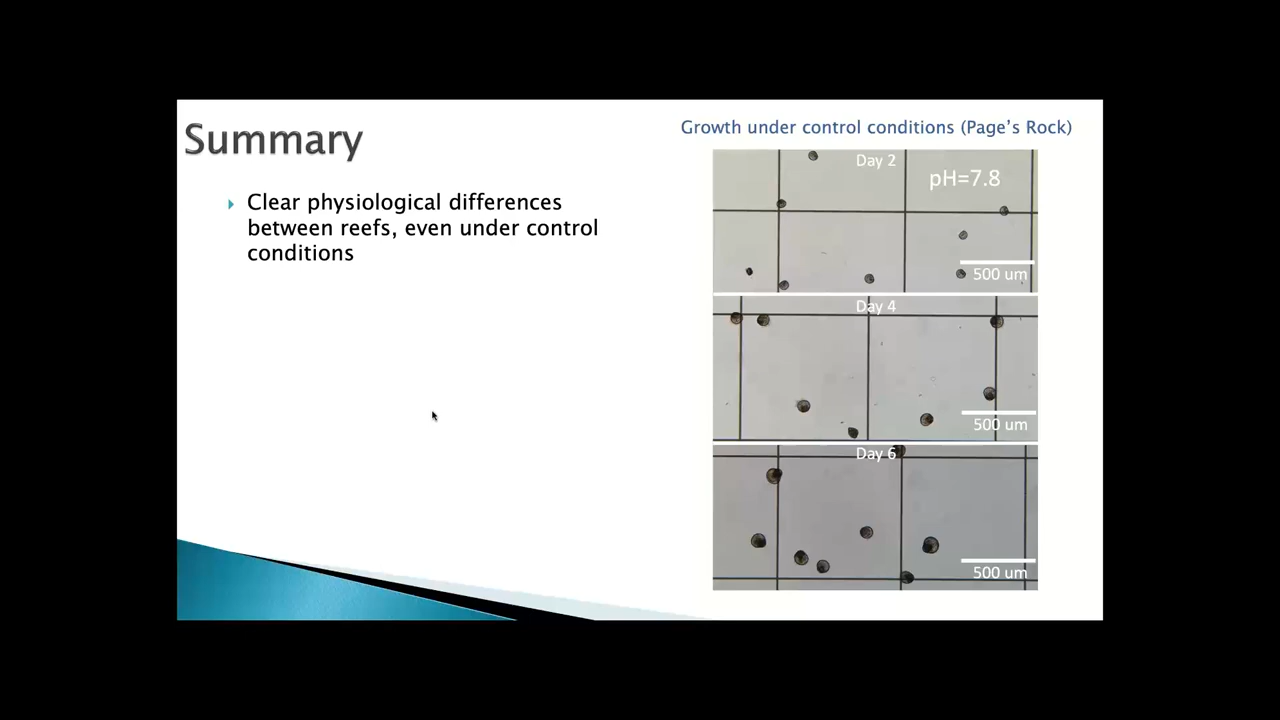 Summary
Clear physiological differences
between reefs, even under control
conditions
Growth under control conditions (Page's Rock)
Day 2
pH=7.8
500 um
Day 4
500 um
Day 6
500 um